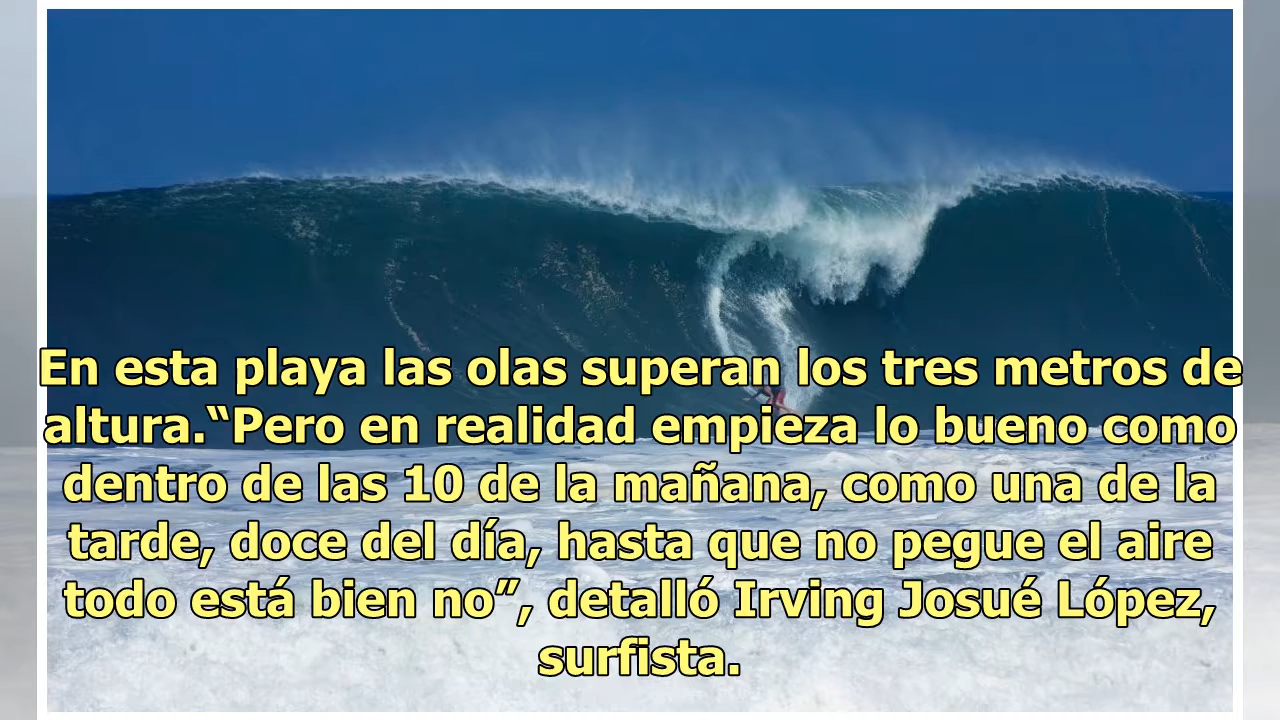 En esta playa las olas superan los tres metros de
altura.“Pero en realidad empieza lo bueno como
dentro de las 10 de la mañana, como una de la
tarde, doce del día, hasta que no pegue el aire
todo está bien no”, detalló Irving Josué López,
surfista.